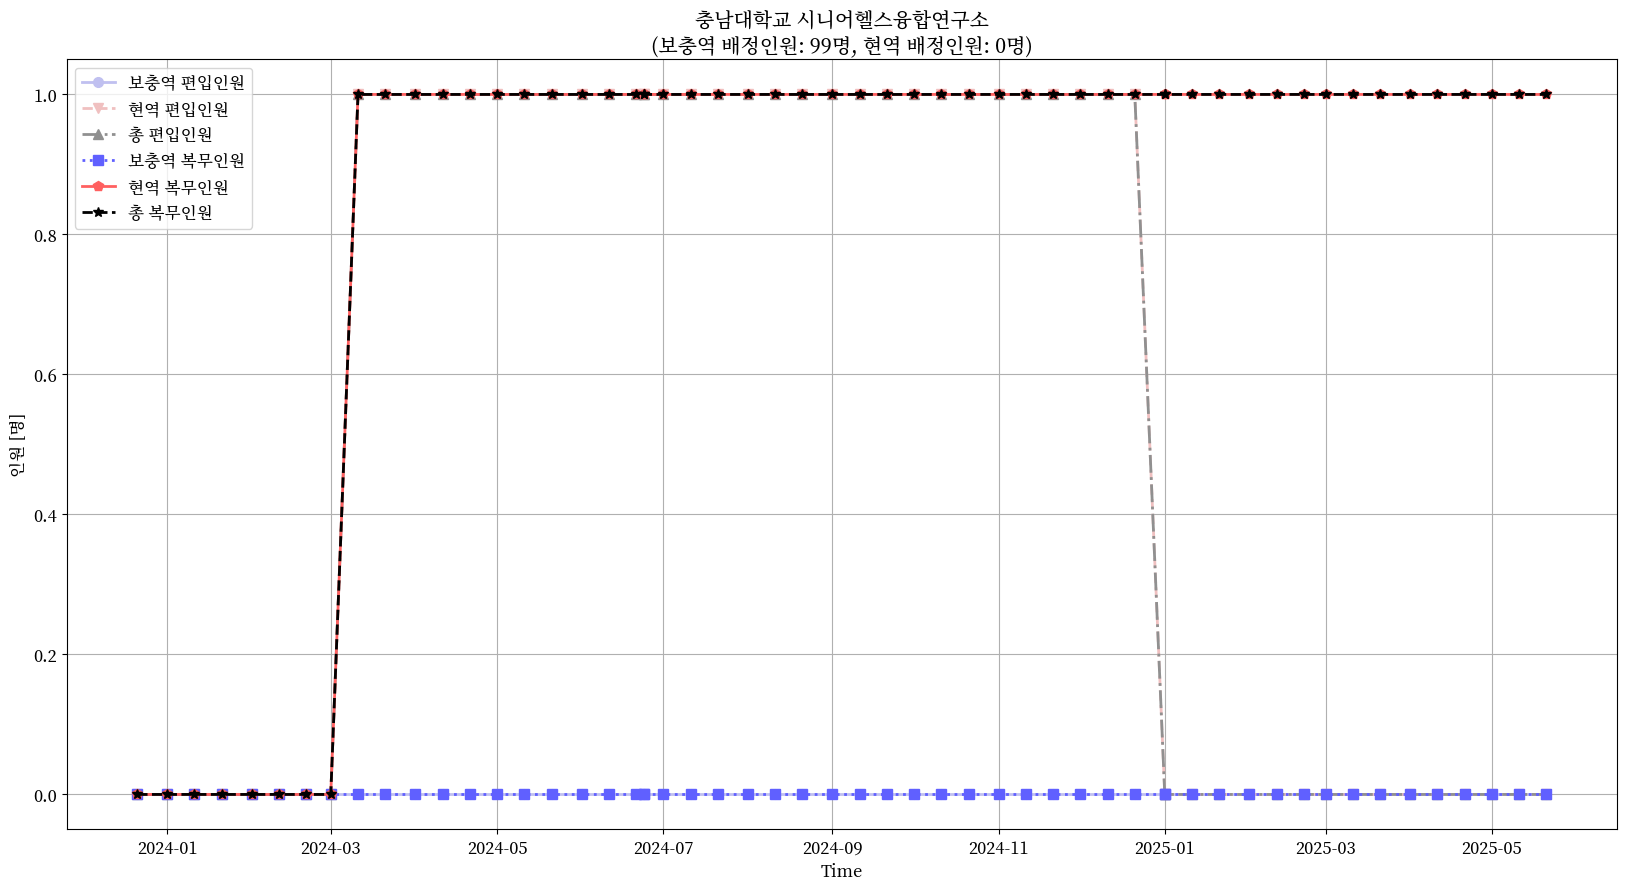 충남대학교 시니어헬스융합연구소
(보충역 배정인원: 99명, 현역 배정인원: 0명)
보충역 편입인원
현역 편입인원
총 편입인원
보충역 복무인원
현역 복무인원
총 복무인원
인원 [명]
1.0
0.8
0.6
0.4
0.2
0.0
2024-01
2024-03
2024-05
2024-07
2024-09
2024-11
2025-01
2025-03
2025-05
Time